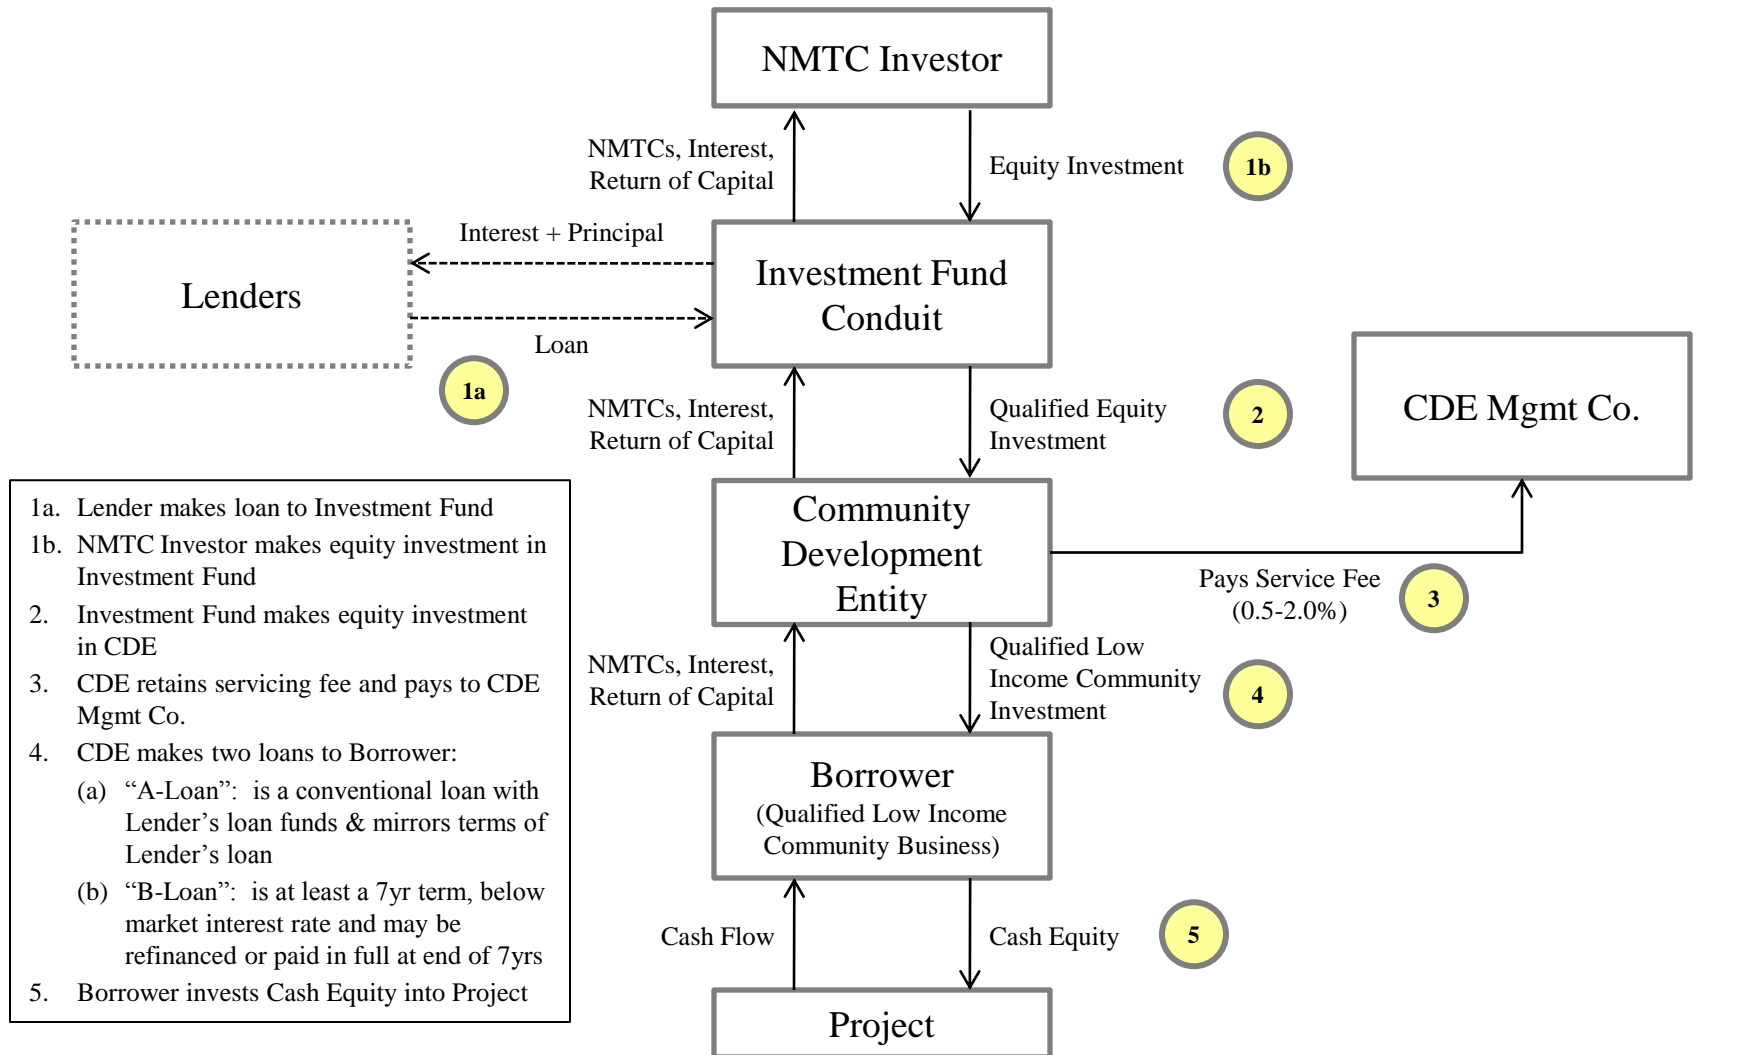 NMTC Investor
NMTCs, Interest,
Return of Capital
Equity Investment
1b
Lenders
Interest + Principal
Loan
1a
Investment Fund
Conduit
NMTCs, Interest,
Return of Capital
Qualified Equity
Investment
2
CDE Mgmt Co.
Community
Development
Entity
Pays Service Fee
(0.5-2.0%)
3
NMTCs, Interest,
Return of Capital
Qualified Low
Income Community
Investment
4
Borrower
(Qualified Low Income
Community Business)
Cash Flow
Cash Equity
5
Project
1a. Lender makes loan to Investment Fund
1b. NMTC Investor makes equity investment in
Investment Fund
2. Investment Fund makes equity investment
in CDE
3. CDE retains servicing fee and pays to CDE
Mgmt Co.
4. CDE makes two loans to Borrower:
(a) “A-Loan”: is a conventional loan with
Lender’s loan funds & mirrors terms of
Lender’s loan
(b) “B-Loan”: is at least a 7yr term, below
market interest rate and may be
refinanced or paid in full at end of 7yrs
5. Borrower invests Cash Equity into Project